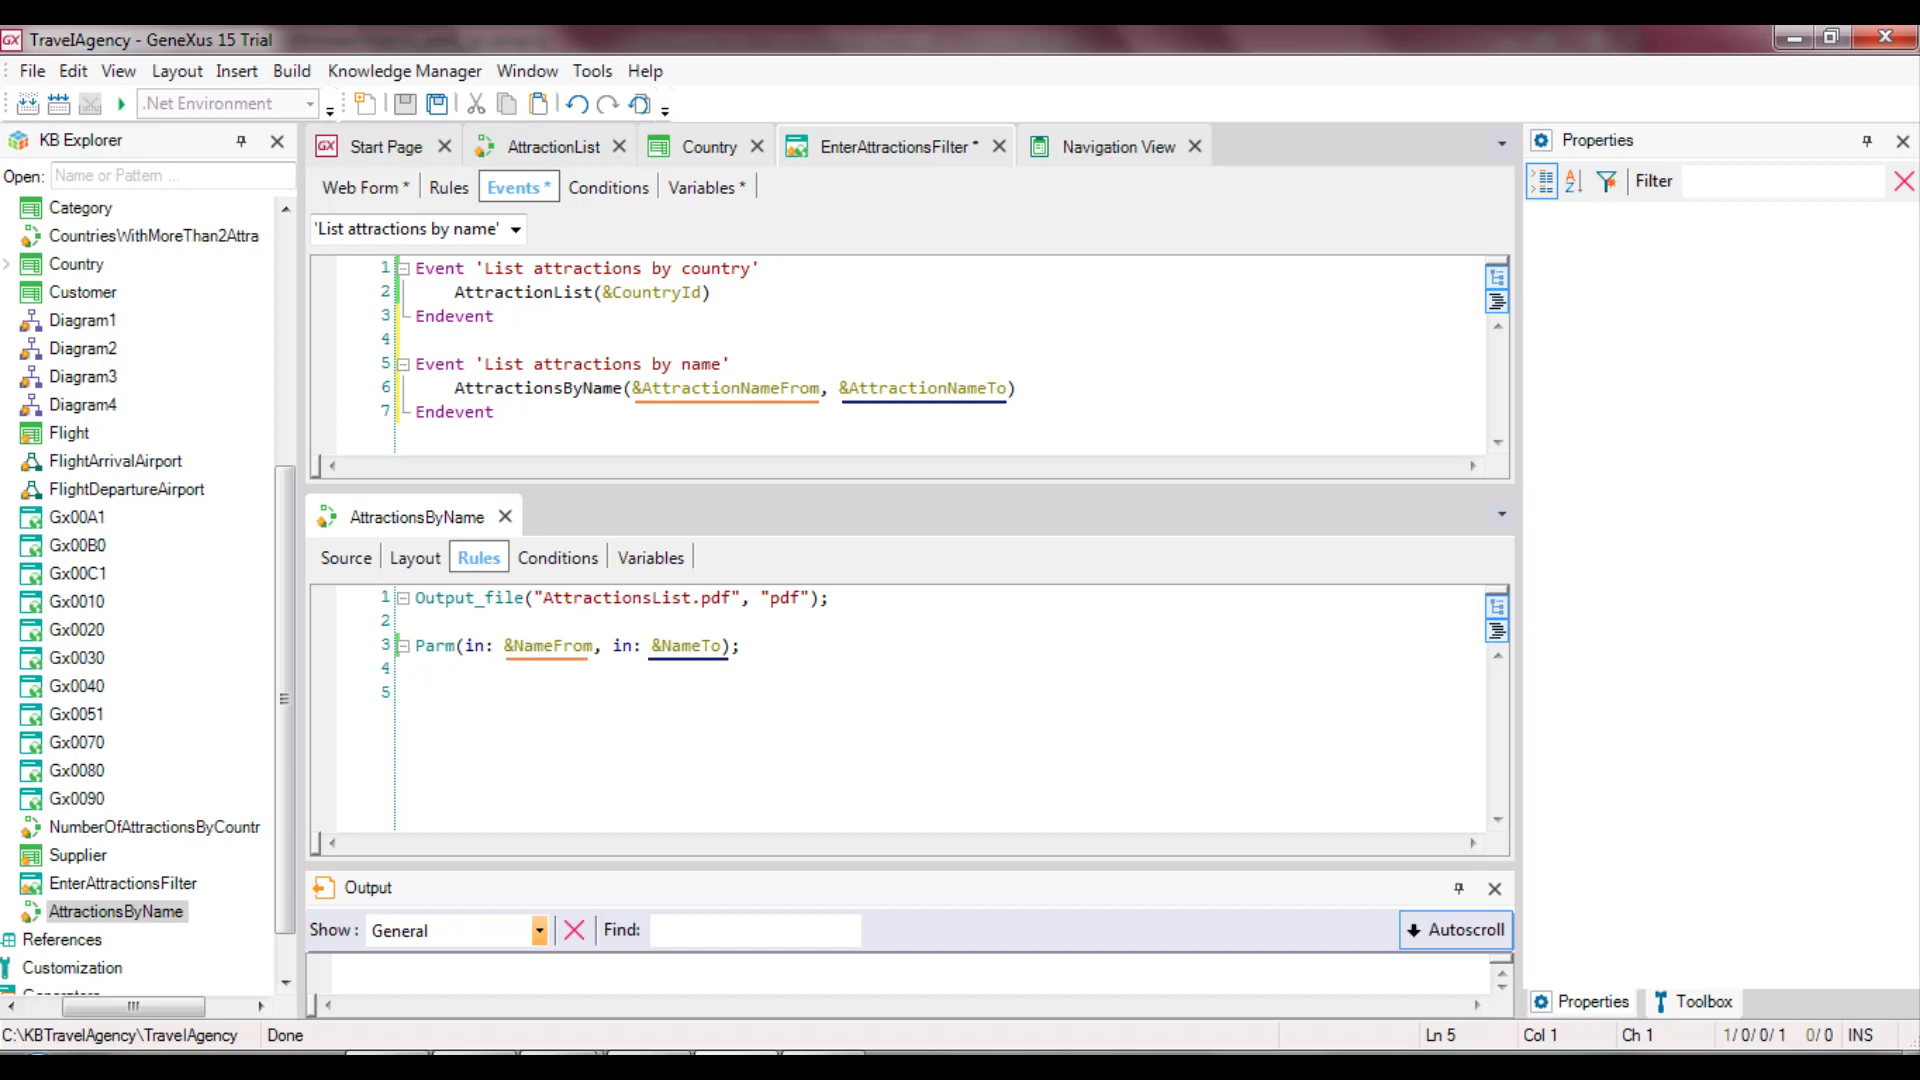 GX TravelAgency - GeneXus 15 Trial
File Edit View Layout Insert Build Knowledge Manager Window Tools Help
.Net Environment
KB Explorer
Open: Name or Pattern ...
Category
CountriesWithMoreThan2Attra
Country
Customer
Diagram1
Diagram2
Diagram3
Diagram4
Flight
FlightArrivalAirport
FlightDepartureAirport
Gx00A1
Gx00B0
Gx00C1
Gx0010
Gx0020
Gx0030
Gx0040
Gx0051
Gx0070
Gx0080
Gx0090
NumberOfAttractionsByCountr
Supplier
EnterAttractionsFilter
AttractionsByName
References
Customization
GX Start Page AttractionList Country EnterAttractionsFilter * Navigation View
Web Form * Rules Events * Conditions Variables *
'List attractions by name'
1 Event 'List attractions by country'
2 AttractionList(&CountryId)
3 Endevent
4
5 Event 'List attractions by name'
6 AttractionsByName(&AttractionNameFrom, &AttractionNameTo)
7 Endevent
AttractionsByName
Source Layout Rules Conditions Variables
1 Output_file("AttractionsList.pdf", "pdf");
2
3 Parm(in: &NameFrom, in: &NameTo);
4
5
Output
Show : General Find: Autoscroll
Properties
A Z Filter
Properties Toolbox
C:\KBTravelAgency\TravelAgency Done Ln 5 Col 1 Ch 1 1/0/0/1 0/0 INS